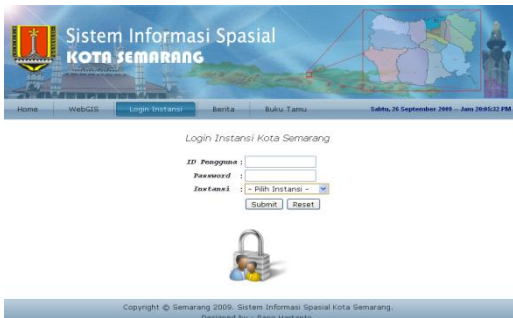 Sistem Informasi Spasial
KOTA SEMARANG
Home WebGIS Login Instansi Berita Buku Tamu Sabtu, 26 September 2009 -- Jam 20:05:32 PM
Login Instansi Kota Semarang
ID Pengguna :
Password :
Instansi : - Pilih Instansi -
Submit Reset
Copyright © Semarang 2009. Sistem Informasi Spasial Kota Semarang.
Designed by :